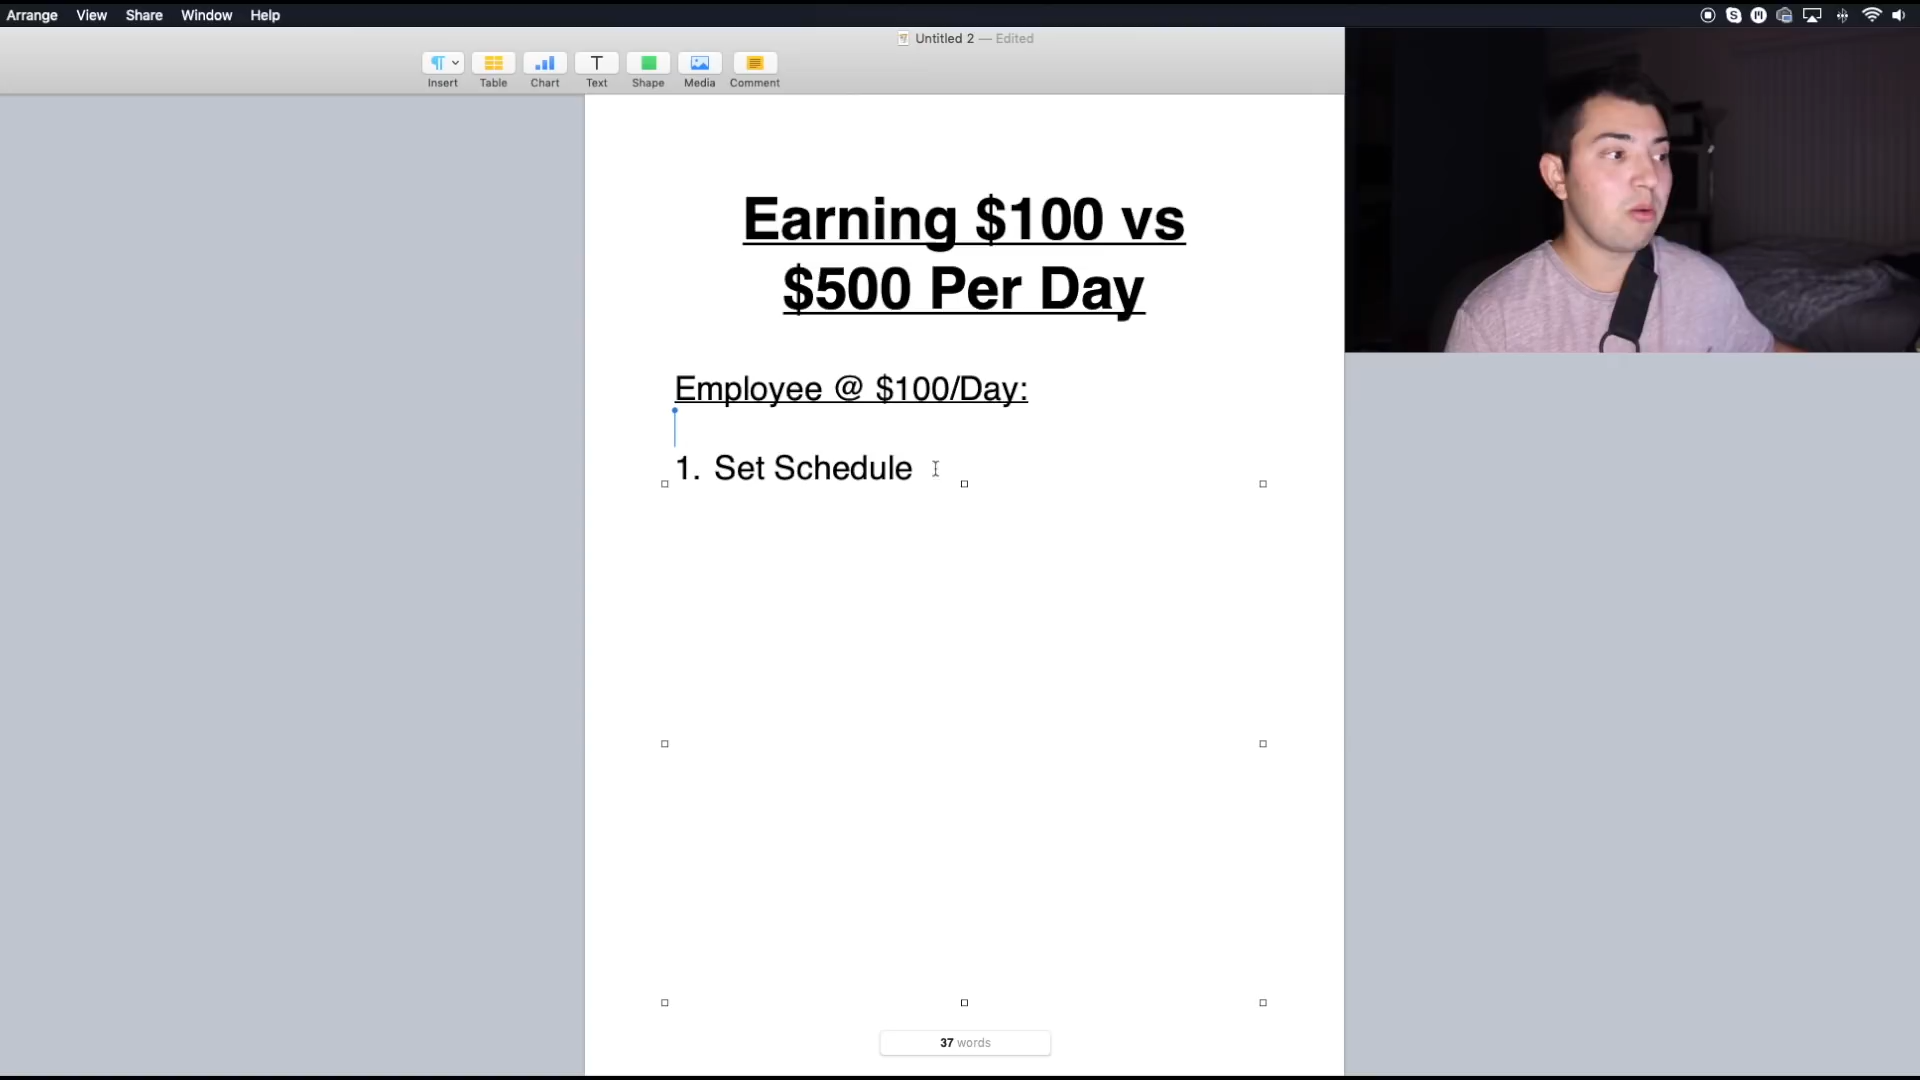 Arrange View Share Window Help
Untitled 2 — Edited
Insert Table Chart Text Shape Media Comment
Earning $100 vs
$500 Per Day
Employee @ $100/Day:
1. Set Schedule
37 words